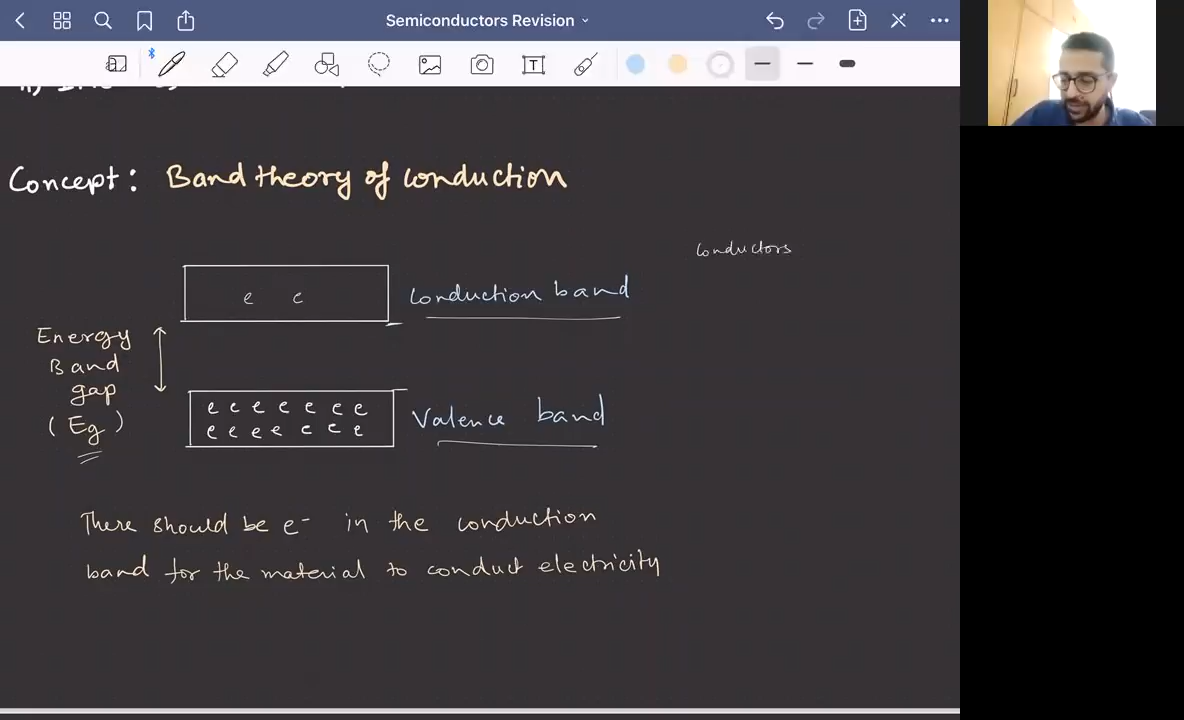 Semiconductors Revision
Concept: Band theory of conduction
Conductors
e e
Conduction band
Energy
Band
gap
(Eg)
e e e e e e e
e e e e e e e
Valence band
There should be e- in the conduction
band for the material to conduct electricity